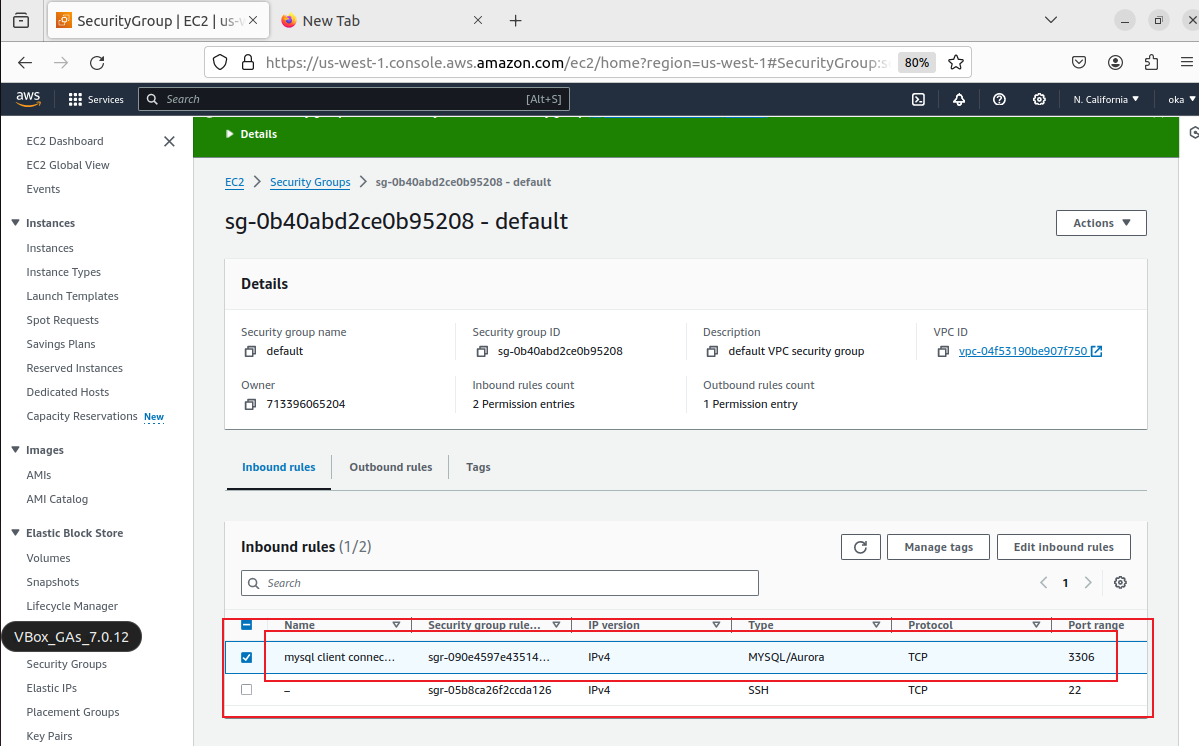 SecurityGroup | EC2 | us-w
New Tab
https://us-west-1.console.aws.amazon.com/ec2/home?region=us-west-1#SecurityGroup:s
80%
aws
Services
Search
[Alt+S]
N. California
oka
EC2 Dashboard
EC2 Global View
Events
Instances
Instances
Instance Types
Launch Templates
Spot Requests
Savings Plans
Reserved Instances
Dedicated Hosts
Capacity Reservations New
Images
AMIs
AMI Catalog
Elastic Block Store
Volumes
Snapshots
Lifecycle Manager
VBox_GAs_7.0.12
Security Groups
Elastic IPs
Placement Groups
Key Pairs
Details
EC2 > Security Groups > sg-0b40abd2ce0b95208 - default
sg-0b40abd2ce0b95208 - default
Actions
Details
Security group name
default
Security group ID
sg-0b40abd2ce0b95208
Description
default VPC security group
VPC ID
vpc-04f53190be907f750
Owner
713396065204
Inbound rules count
2 Permission entries
Outbound rules count
1 Permission entry
Inbound rules
Outbound rules
Tags
Inbound rules (1/2)
Manage tags
Edit inbound rules
Search
1
Name Security group rule... IP version Type Protocol Port range
mysql client connec... sgr-090e4597e43514... IPv4 MYSQL/Aurora TCP 3306
– sgr-05b8ca26f2ccda126 IPv4 SSH TCP 22